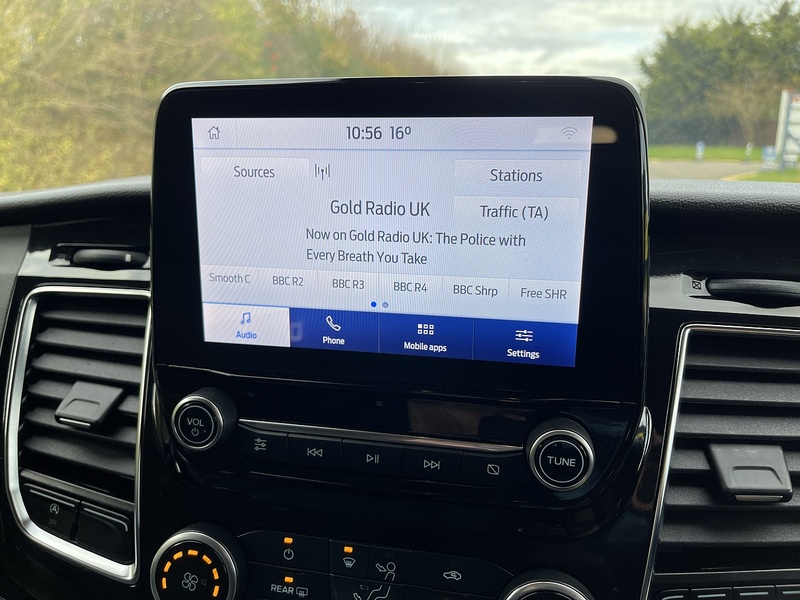 10:56 16°
Sources
Stations
Gold Radio UK
Traffic (TA)
Now on Gold Radio UK: The Police with
Every Breath You Take
Smooth C BBC R2 BBC R3 BBC R4 BBC Shrp Free SHR
Audio Phone Mobile apps Settings
VOL
TUNE
REAR